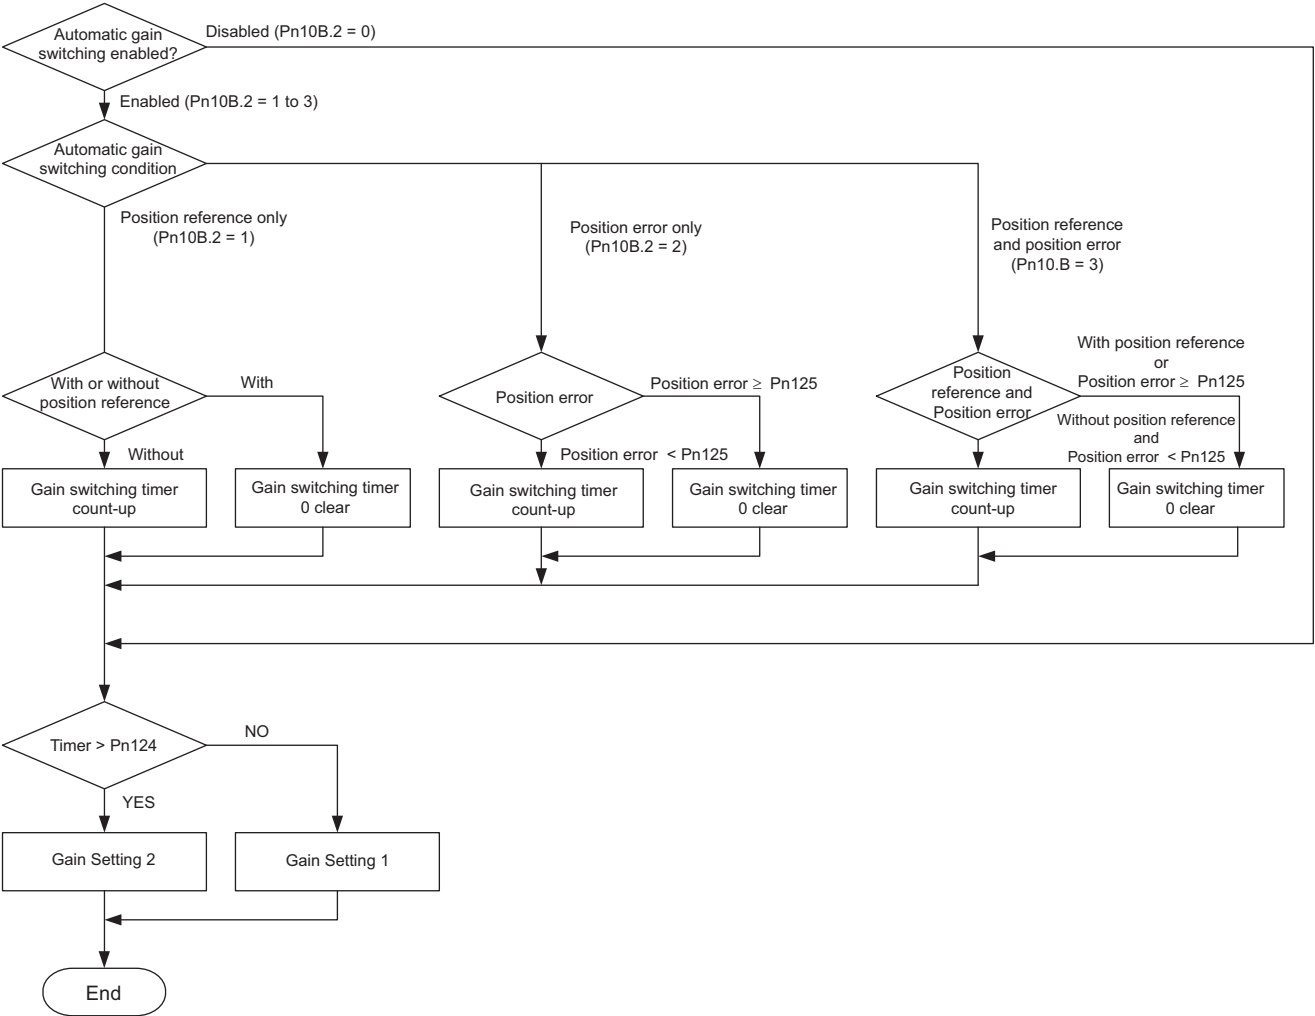 Automatic gain
switching enabled?
Disabled (Pn10B.2 = 0)
Enabled (Pn10B.2 = 1 to 3)
Automatic gain
switching condition
Position reference only
(Pn10B.2 = 1)
Position error only
(Pn10B.2 = 2)
Position reference
and position error
(Pn10.B = 3)
With or without
position reference
With
Without
Position error
Position error ≥ Pn125
Position error < Pn125
Position
reference and
Position error
With position reference
or
Position error ≥ Pn125
Without position reference
and
Position error < Pn125
Gain switching timer
count-up
Gain switching timer
0 clear
Gain switching timer
count-up
Gain switching timer
0 clear
Gain switching timer
count-up
Gain switching timer
0 clear
Timer > Pn124
NO
YES
Gain Setting 2
Gain Setting 1
End